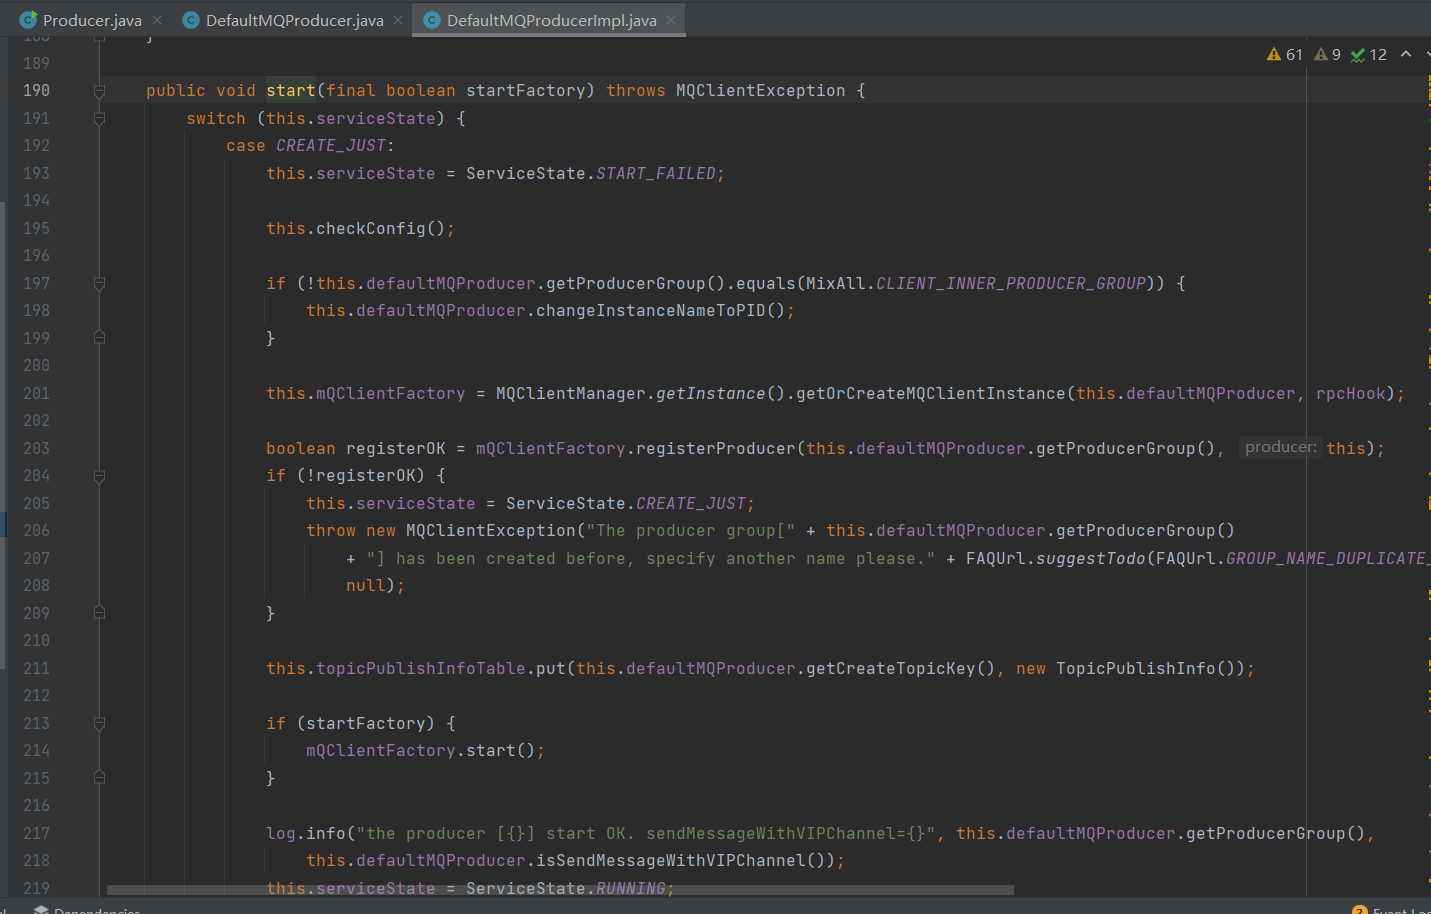 Producer.java DefaultMQProducer.java DefaultMQProducerImpl.java
188 }
189 61 9 12
190 public void start(final boolean startFactory) throws MQClientException {
191 switch (this.serviceState) {
192 case CREATE_JUST:
193 this.serviceState = ServiceState.START_FAILED;
194
195 this.checkConfig();
196
197 if (!this.defaultMQProducer.getProducerGroup().equals(MixAll.CLIENT_INNER_PRODUCER_GROUP)) {
198 this.defaultMQProducer.changeInstanceNameToPID();
199 }
200
201 this.mQClientFactory = MQClientManager.getInstance().getOrCreateMQClientInstance(this.defaultMQProducer, rpcHook);
202
203 boolean registerOK = mQClientFactory.registerProducer(this.defaultMQProducer.getProducerGroup(), producer: this);
204 if (!registerOK) {
205 this.serviceState = ServiceState.CREATE_JUST;
206 throw new MQClientException("The producer group[" + this.defaultMQProducer.getProducerGroup()
207 + "] has been created before, specify another name please." + FAQUrl.suggestTodo(FAQUrl.GROUP_NAME_DUPLICATE_
208 null);
209 }
210
211 this.topicPublishInfoTable.put(this.defaultMQProducer.getCreateTopicKey(), new TopicPublishInfo());
212
213 if (startFactory) {
214 mQClientFactory.start();
215 }
216
217 log.info("the producer [{}] start OK. sendMessageWithVIPChannel={}", this.defaultMQProducer.getProducerGroup(),
218 this.defaultMQProducer.isSendMessageWithVIPChannel());
219 this.serviceState = ServiceState.RUNNING;
Dependencies 2 Event Lo